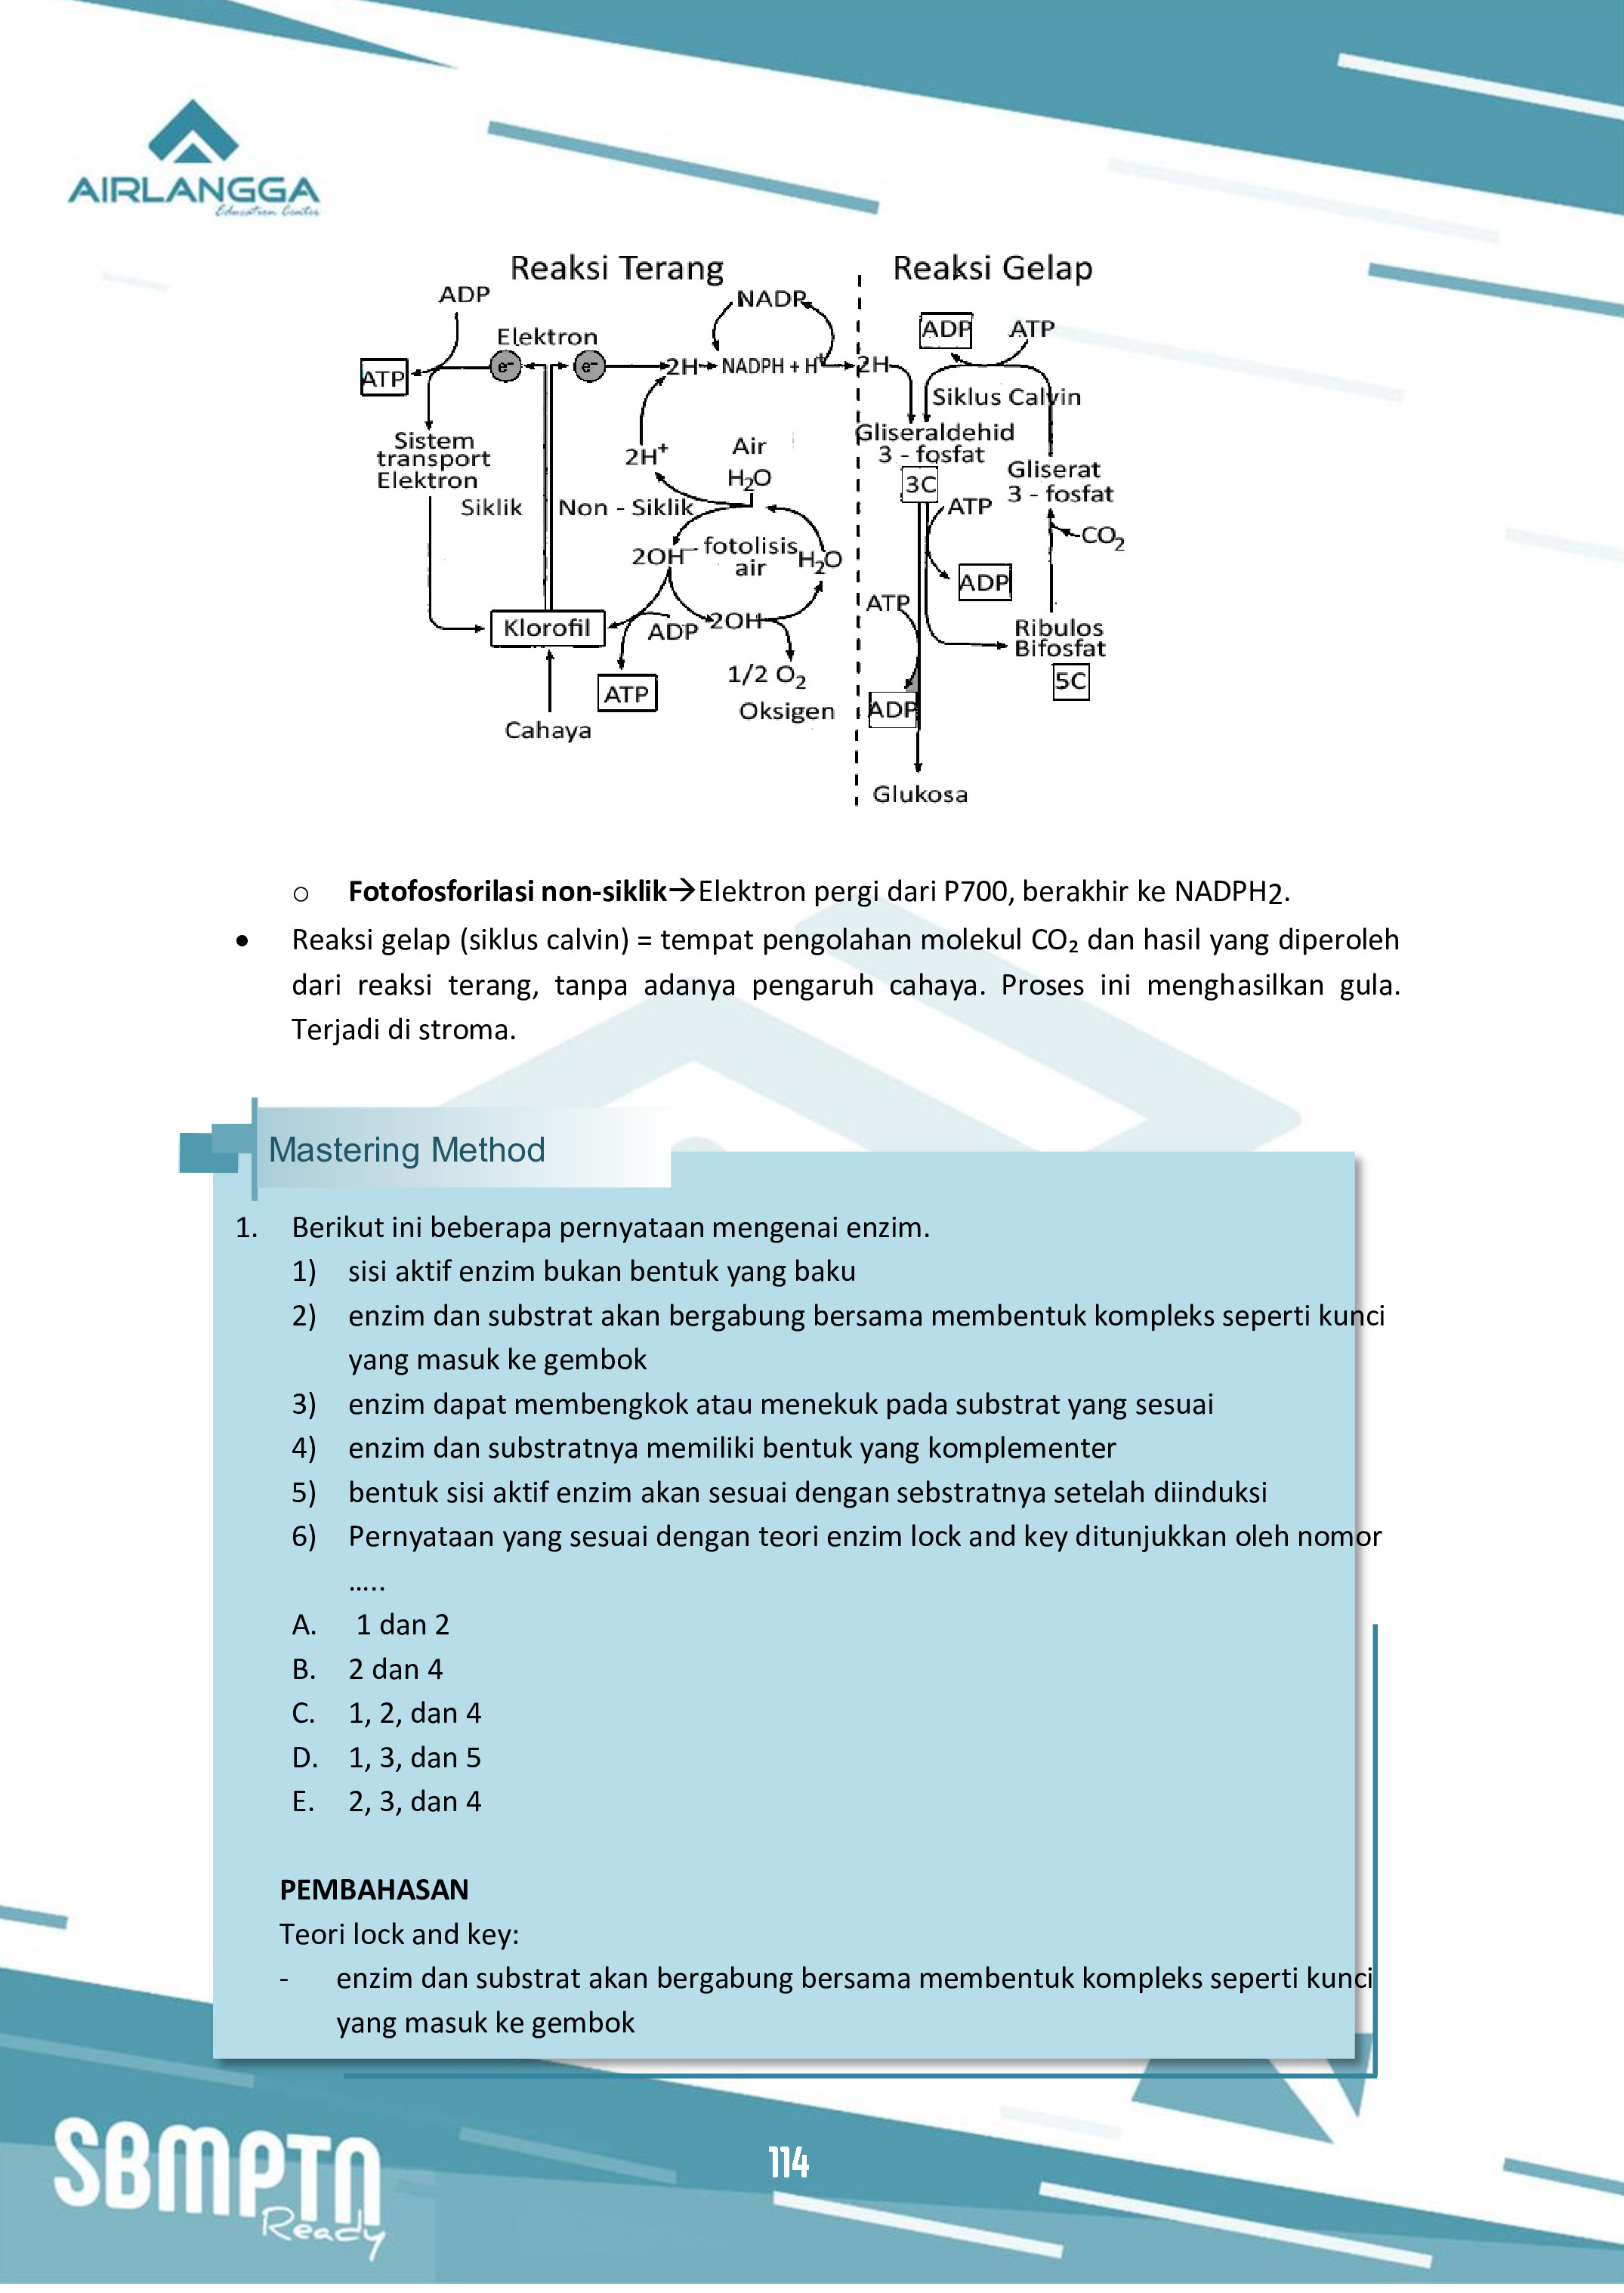 AIRLANGGA
Education Center
Reaksi Terang
Reaksi Gelap
ADP
NADP
ADP
ATP
Elektron
ATP
e⁻
e⁻
2H
NADPH + H⁺
2H
Siklus Calvin
Sistem
transport
Elektron
2H⁺
Air
H₂O
Gliseraldehid
3 - fosfat
3C
Gliserat
3 - fosfat
Siklik
Non - Siklik
ATP
CO₂
2OH⁻
fotolisis
air
H₂O
ADP
ATP
Klorofil
ADP
2OH
Ribulos
Bifosfat
5C
ATP
1/2 O₂
Oksigen
ADP
Cahaya
Glukosa
o Fotofosforilasi non-siklik→Elektron pergi dari P700, berakhir ke NADPH2.
• Reaksi gelap (siklus calvin) = tempat pengolahan molekul CO₂ dan hasil yang diperoleh
dari reaksi terang, tanpa adanya pengaruh cahaya. Proses ini menghasilkan gula.
Terjadi di stroma.
Mastering Method
1. Berikut ini beberapa pernyataan mengenai enzim.
1) sisi aktif enzim bukan bentuk yang baku
2) enzim dan substrat akan bergabung bersama membentuk kompleks seperti kunci
yang masuk ke gembok
3) enzim dapat membengkok atau menekuk pada substrat yang sesuai
4) enzim dan substratnya memiliki bentuk yang komplementer
5) bentuk sisi aktif enzim akan sesuai dengan sebstratnya setelah diinduksi
6) Pernyataan yang sesuai dengan teori enzim lock and key ditunjukkan oleh nomor
.....
A. 1 dan 2
B. 2 dan 4
C. 1, 2, dan 4
D. 1, 3, dan 5
E. 2, 3, dan 4
PEMBAHASAN
Teori lock and key:
- enzim dan substrat akan bergabung bersama membentuk kompleks seperti kunci
yang masuk ke gembok
SBMPTN
Ready
114